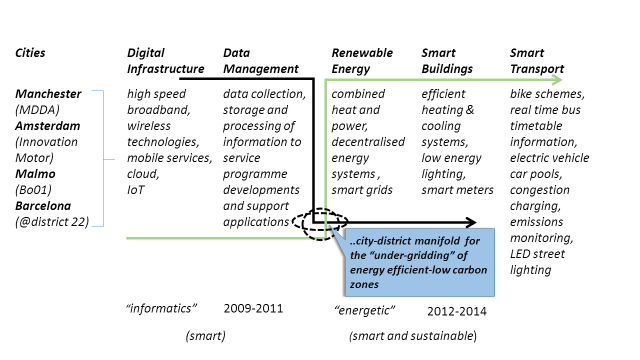 Cities
Digital
Infrastructure
Data
Management
Renewable
Energy
Smart
Buildings
Smart
Transport
Manchester
(MDDA)
Amsterdam
(Innovation
Motor)
Malmo
(Bo01)
Barcelona
(@district 22)
high speed
broadband,
wireless
technologies,
mobile services,
cloud,
IoT
data collection,
storage and
processing of
information to
service
programme
developments
and support
applications
combined
heat and
power,
decentralised
energy
systems ,
smart grids
efficient
heating &
cooling
systems,
low energy
lighting,
smart meters
bike schemes,
real time bus
timetable
information,
electric vehicle
car pools,
congestion
charging,
emissions
monitoring,
LED street
lighting
..city-district manifold for
the “under-gridding” of
energy efficient-low carbon
zones
“informatics”
2009-2011
“energetic”
2012-2014
(smart)
(smart and sustainable)